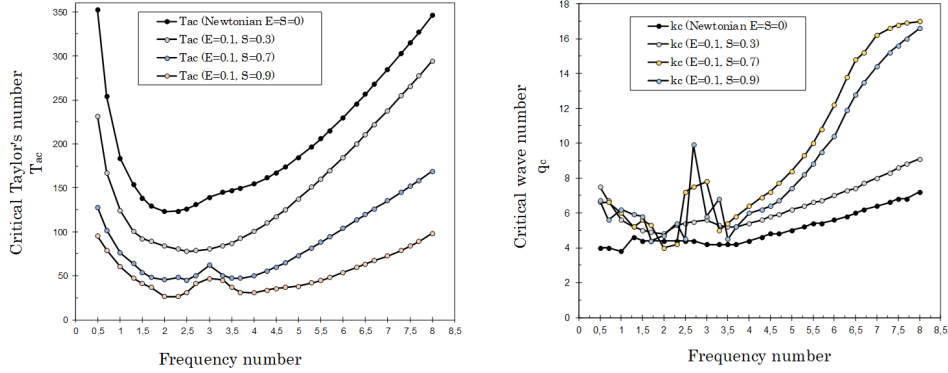 350
300
250
200
150
100
50
0
Critical Taylor's number
Tac
Tac (Newtonian E=S=0)
Tac (E=0.1, S=0.3)
Tac (E=0.1, S=0.7)
Tac (E=0.1, S=0.9)
0,5 1 1,5 2 2,5 3 3,5 4 4,5 5 5,5 6 6,5 7 7,5 8 8,5
Frequency number
18
16
14
12
10
8
6
4
2
0
Critical wave number
qc
kc (Newtonian E=S=0)
kc (E=0.1, S=0.3)
kc (E=0.1, S=0.7)
kc (E=0.1, S=0.9)
0 0,5 1 1,5 2 2,5 3 3,5 4 4,5 5 5,5 6 6,5 7 7,5 8 8,5
Frequency number